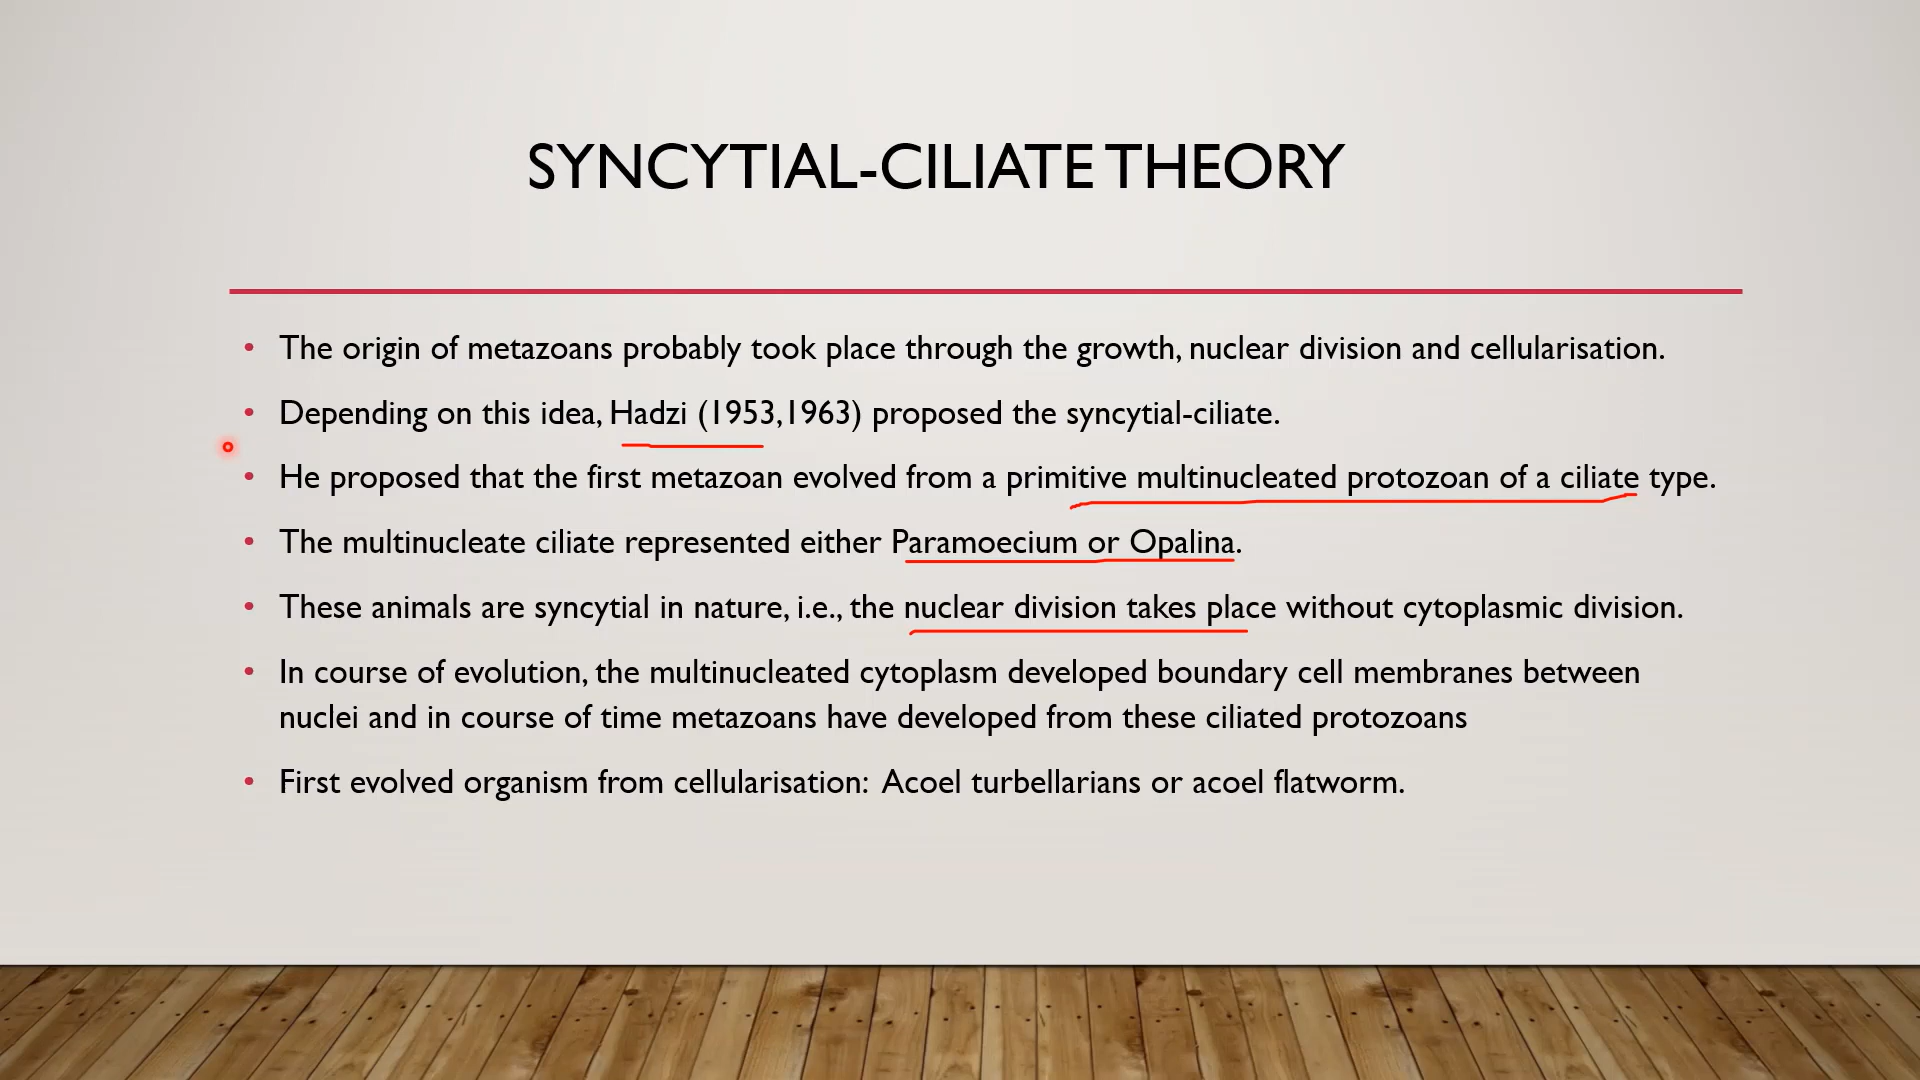 SYNCYTIAL-CILIATE THEORY
• The origin of metazoans probably took place through the growth, nuclear division and cellularisation.
• Depending on this idea, Hadzi (1953,1963) proposed the syncytial-ciliate.
• He proposed that the first metazoan evolved from a primitive multinucleated protozoan of a ciliate type.
• The multinucleate ciliate represented either Paramoecium or Opalina.
• These animals are syncytial in nature, i.e., the nuclear division takes place without cytoplasmic division.
• In course of evolution, the multinucleated cytoplasm developed boundary cell membranes between
nuclei and in course of time metazoans have developed from these ciliated protozoans
• First evolved organism from cellularisation: Acoel turbellarians or acoel flatworm.